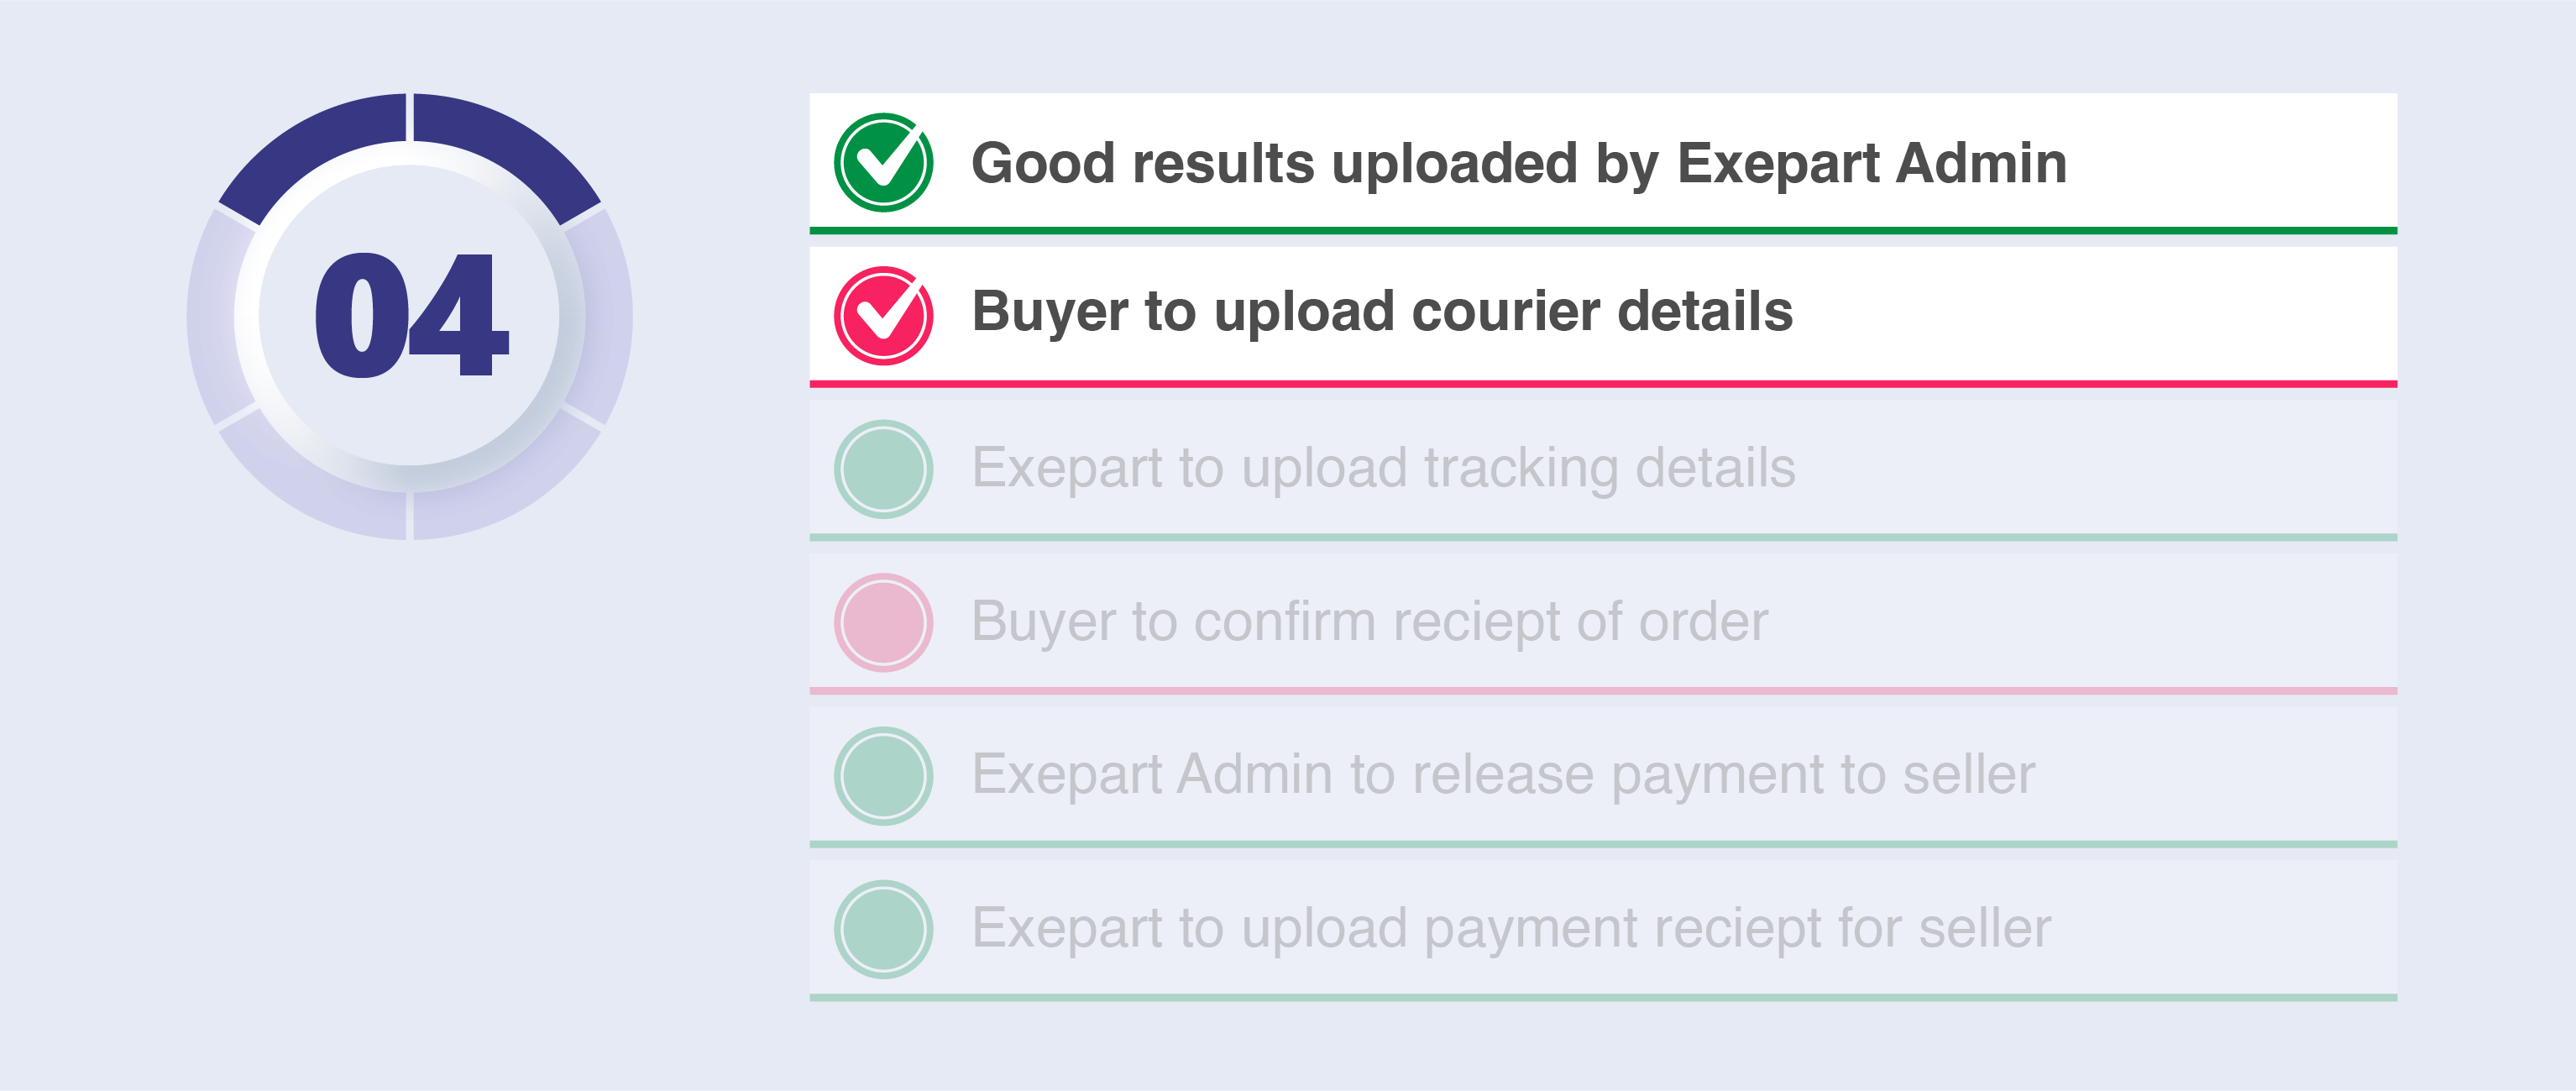 04
Good results uploaded by Exepart Admin
Buyer to upload courier details
Exepart to upload tracking details
Buyer to confirm reciept of order
Exepart Admin to release payment to seller
Exepart to upload payment reciept for seller